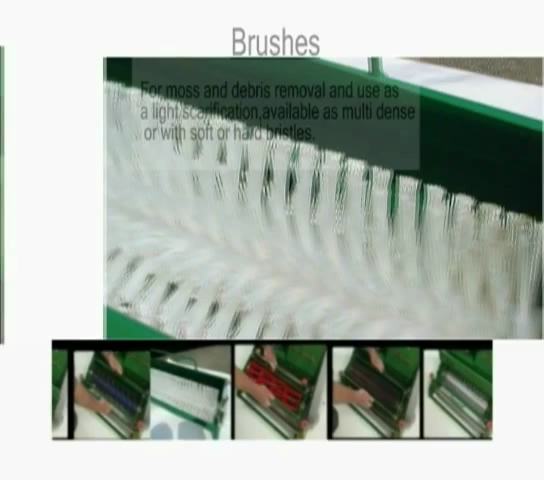 Brushes
For moss and debris removal and use as
a light scarification,available as multi dense
or with soft or hard bristles.